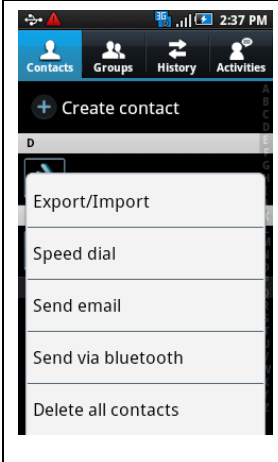 3G 2:37 PM
Contacts Groups History Activities
Create contact
D
Export/Import
Speed dial
Send email
Send via bluetooth
Delete all contacts